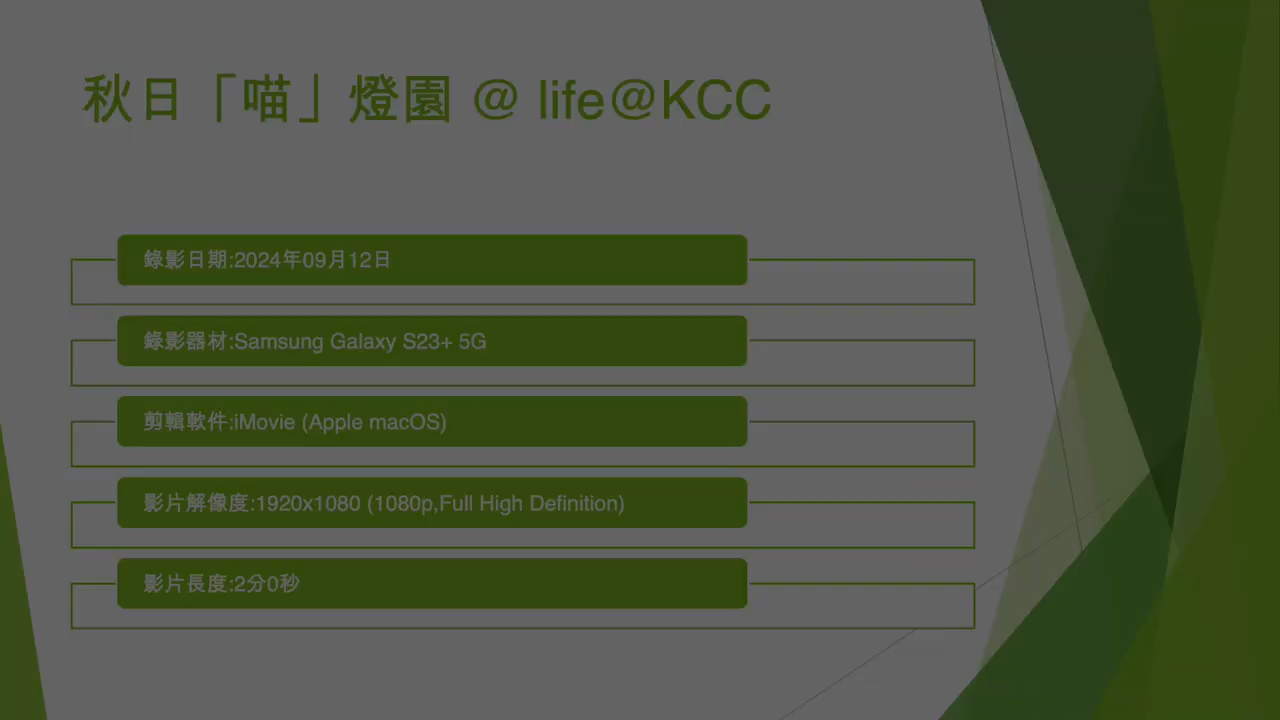 秋日「喵」燈園 @ life@KCC
錄影日期:2024年09月12日
錄影器材:Samsung Galaxy S23+ 5G
剪輯軟件:iMovie (Apple macOS)
影片解像度:1920x1080 (1080p,Full High Definition)
影片長度:2分0秒